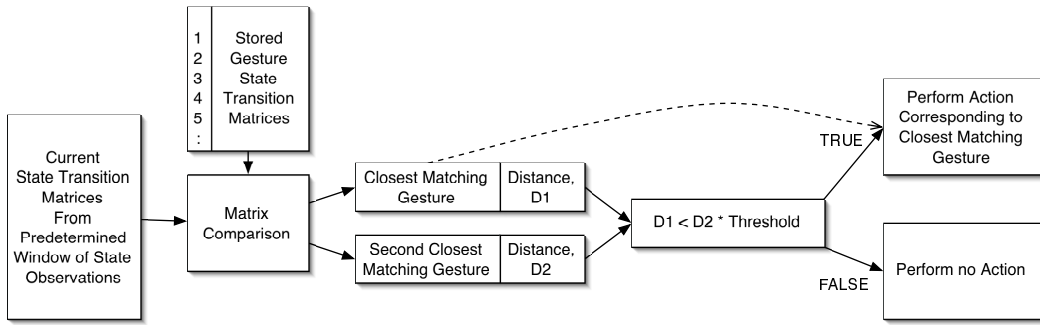 1 Stored
2 Gesture
3 State
4 Transition
5 Matrices
:
Current
State Transition
Matrices
From
Predetermined
Window of State
Observations
Matrix
Comparison
Closest Matching
Gesture
Distance,
D1
Second Closest
Matching Gesture
Distance,
D2
D1 < D2 * Threshold
TRUE
FALSE
Perform Action
Corresponding to
Closest Matching
Gesture
Perform no Action